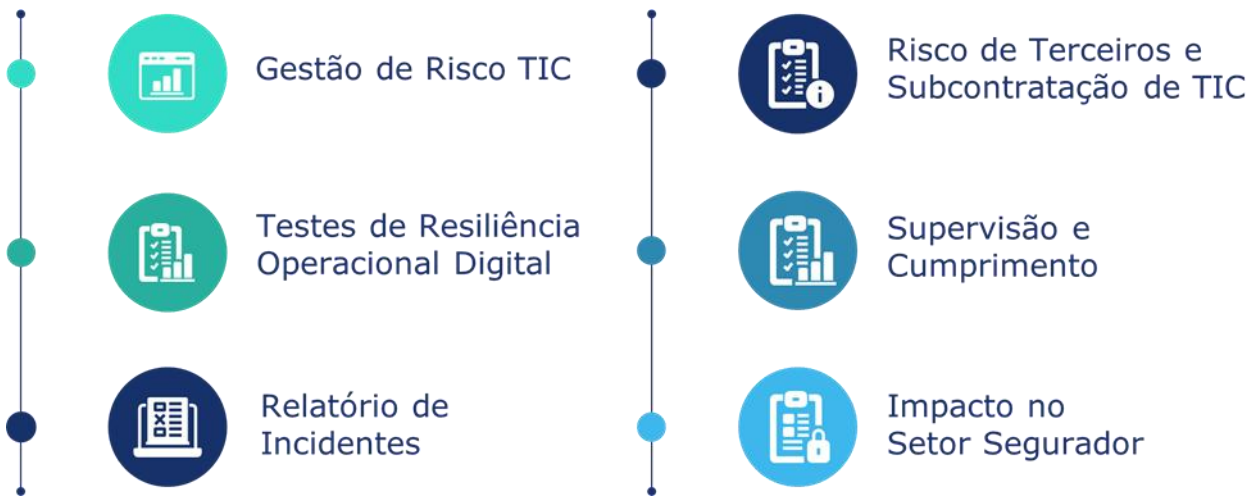 Gestão de Risco TIC
Testes de Resiliência
Operacional Digital
Relatório de
Incidentes
Risco de Terceiros e
Subcontratação de TIC
Supervisão e
Cumprimento
Impacto no
Setor Segurador